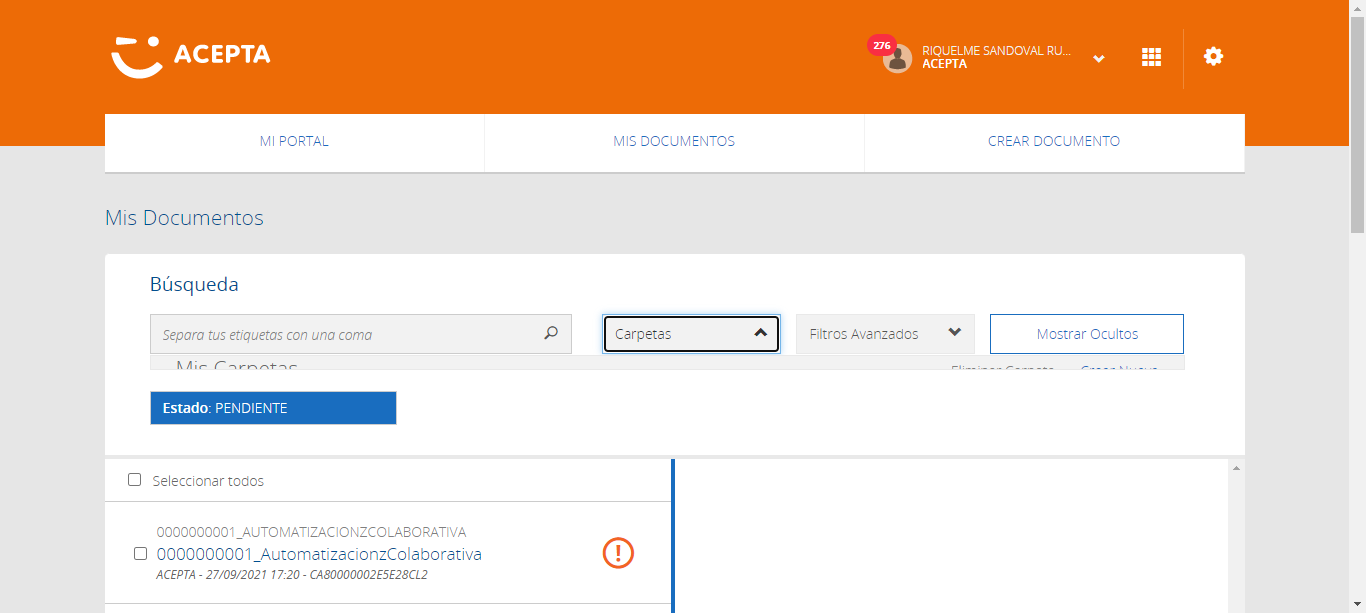 ACEPTA
276
RIQUELME SANDOVAL RU...
ACEPTA
MI PORTAL
MIS DOCUMENTOS
CREAR DOCUMENTO
Mis Documentos
Búsqueda
Separa tus etiquetas con una coma
Carpetas
Filtros Avanzados
Mostrar Ocultos
Mis Carpetas
Eliminar Carpeta
Crear Nueva
Estado: PENDIENTE
Seleccionar todos
0000000001_AUTOMATIZACIONZCOLABORATIVA
0000000001_AutomatizacionzColaborativa
ACEPTA - 27/09/2021 17:20 - CA80000002E5E28CL2